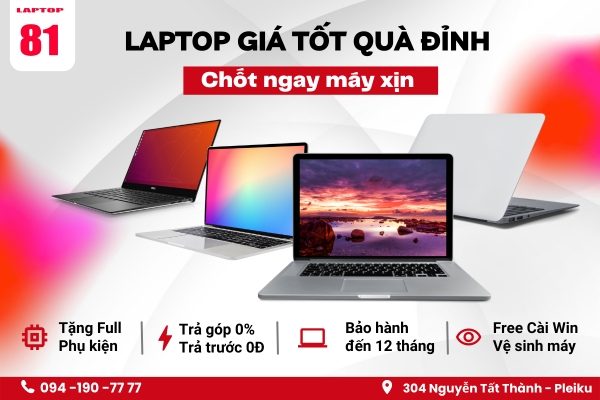 LAPTOP
81
LAPTOP GIÁ TỐT QUÀ ĐỈNH
Chốt ngay máy xịn
Tặng Full
Phụ kiện
Trả góp 0%
Trả trước 0Đ
Bảo hành
đến 12 tháng
Free Cài Win
Vệ sinh máy
094 -190 -77 77
304 Nguyễn Tất Thành - Pleiku